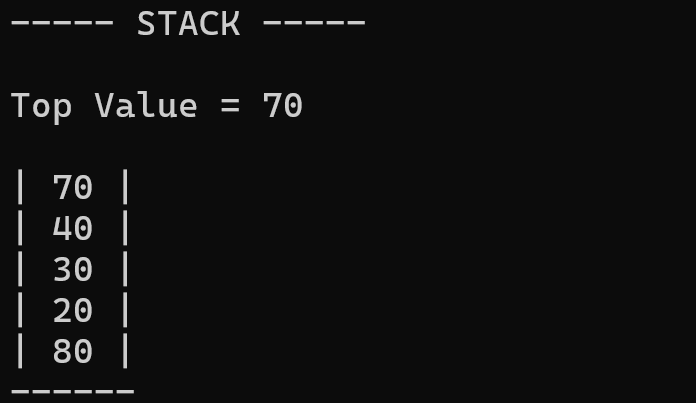 ----- STACK -----
Top Value = 70
| 70 |
| 40 |
| 30 |
| 20 |
| 80 |
------